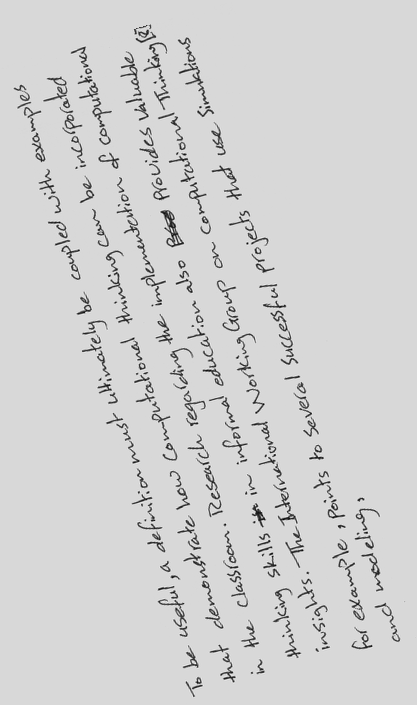 To be useful, a definition must ultimately be coupled with examples
that demonstrate how Computational thinking can be incorporated
in the classroom. Research regarding the implementation of computational
thinking skills in informal education also Provides valuable
insights. The International Working Group on computational Thinking [2]
for example, Points to several Successful projects that use Simulations
and modeling,